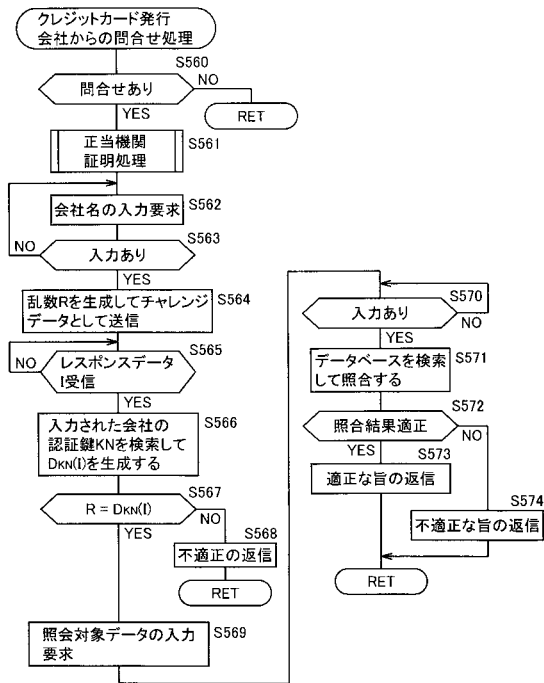 クレジットカード発行
会社からの問合せ処理
S560
問合せあり
NO
YES
RET
正当機関
証明処理
S561
会社名の入力要求
S562
S563
NO
入力あり
YES
乱数Rを生成してチャレンジ
データとして送信
S564
S565
NO
レスポンスデータ
I受信
YES
入力された会社の
認証鍵KNを検索して
DKN(I)を生成する
S566
S567
R = DKN(I)
NO
YES
S568
不適正の返信
RET
照会対象データの入力
要求
S569
S570
入力あり
NO
YES
データベースを検索
して照合する
S571
S572
照合結果適正
YES
NO
S573
適正な旨の返信
S574
不適正な旨の返信
RET